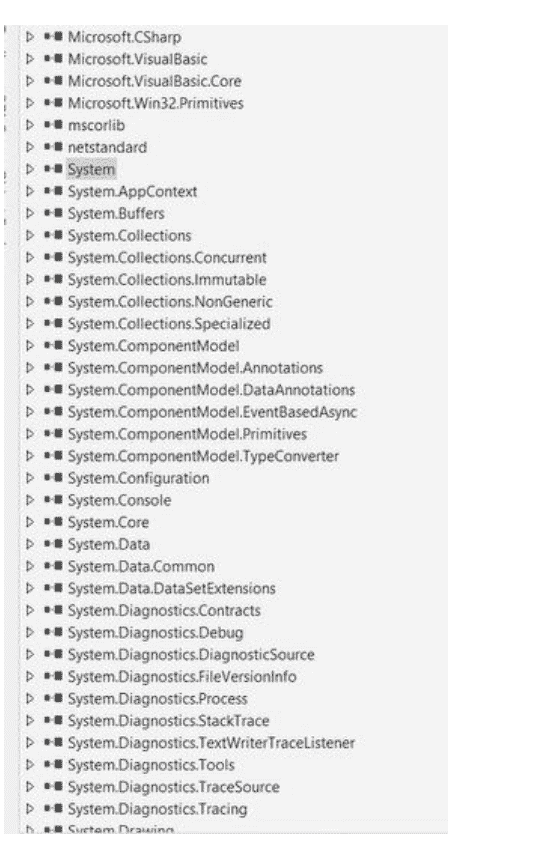 Microsoft.CSharp
Microsoft.VisualBasic
Microsoft.VisualBasic.Core
Microsoft.Win32.Primitives
mscorlib
netstandard
System
System.AppContext
System.Buffers
System.Collections
System.Collections.Concurrent
System.Collections.Immutable
System.Collections.NonGeneric
System.Collections.Specialized
System.ComponentModel
System.ComponentModel.Annotations
System.ComponentModel.DataAnnotations
System.ComponentModel.EventBasedAsync
System.ComponentModel.Primitives
System.ComponentModel.TypeConverter
System.Configuration
System.Console
System.Core
System.Data
System.Data.Common
System.Data.DataSetExtensions
System.Diagnostics.Contracts
System.Diagnostics.Debug
System.Diagnostics.DiagnosticSource
System.Diagnostics.FileVersionInfo
System.Diagnostics.Process
System.Diagnostics.StackTrace
System.Diagnostics.TextWriterTraceListener
System.Diagnostics.Tools
System.Diagnostics.TraceSource
System.Diagnostics.Tracing
System.Drawing